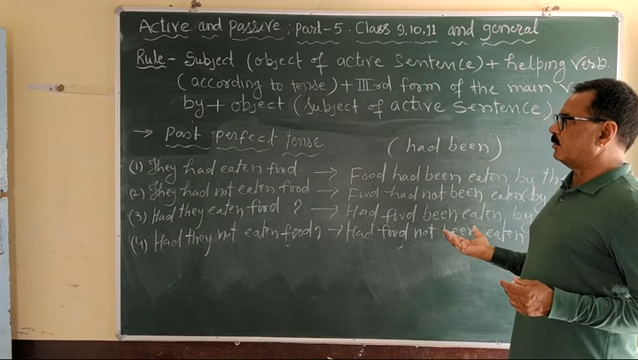 Active and Passive; Part-5. Class 9,10,11 and general
Rule- Subject (object of active sentence) + helping verb.
(according to tense) + IIIrd form of the main
by + object (subject of active sentence)
→ Past perfect tense (had been)
(1) They had eaten food → Food had been eaten by
(2) They had not eaten food → Food had not been eaten by
(3) Had they eaten food ? → Had food been eaten by
(4) Had they not eaten food? → Had food not been eaten